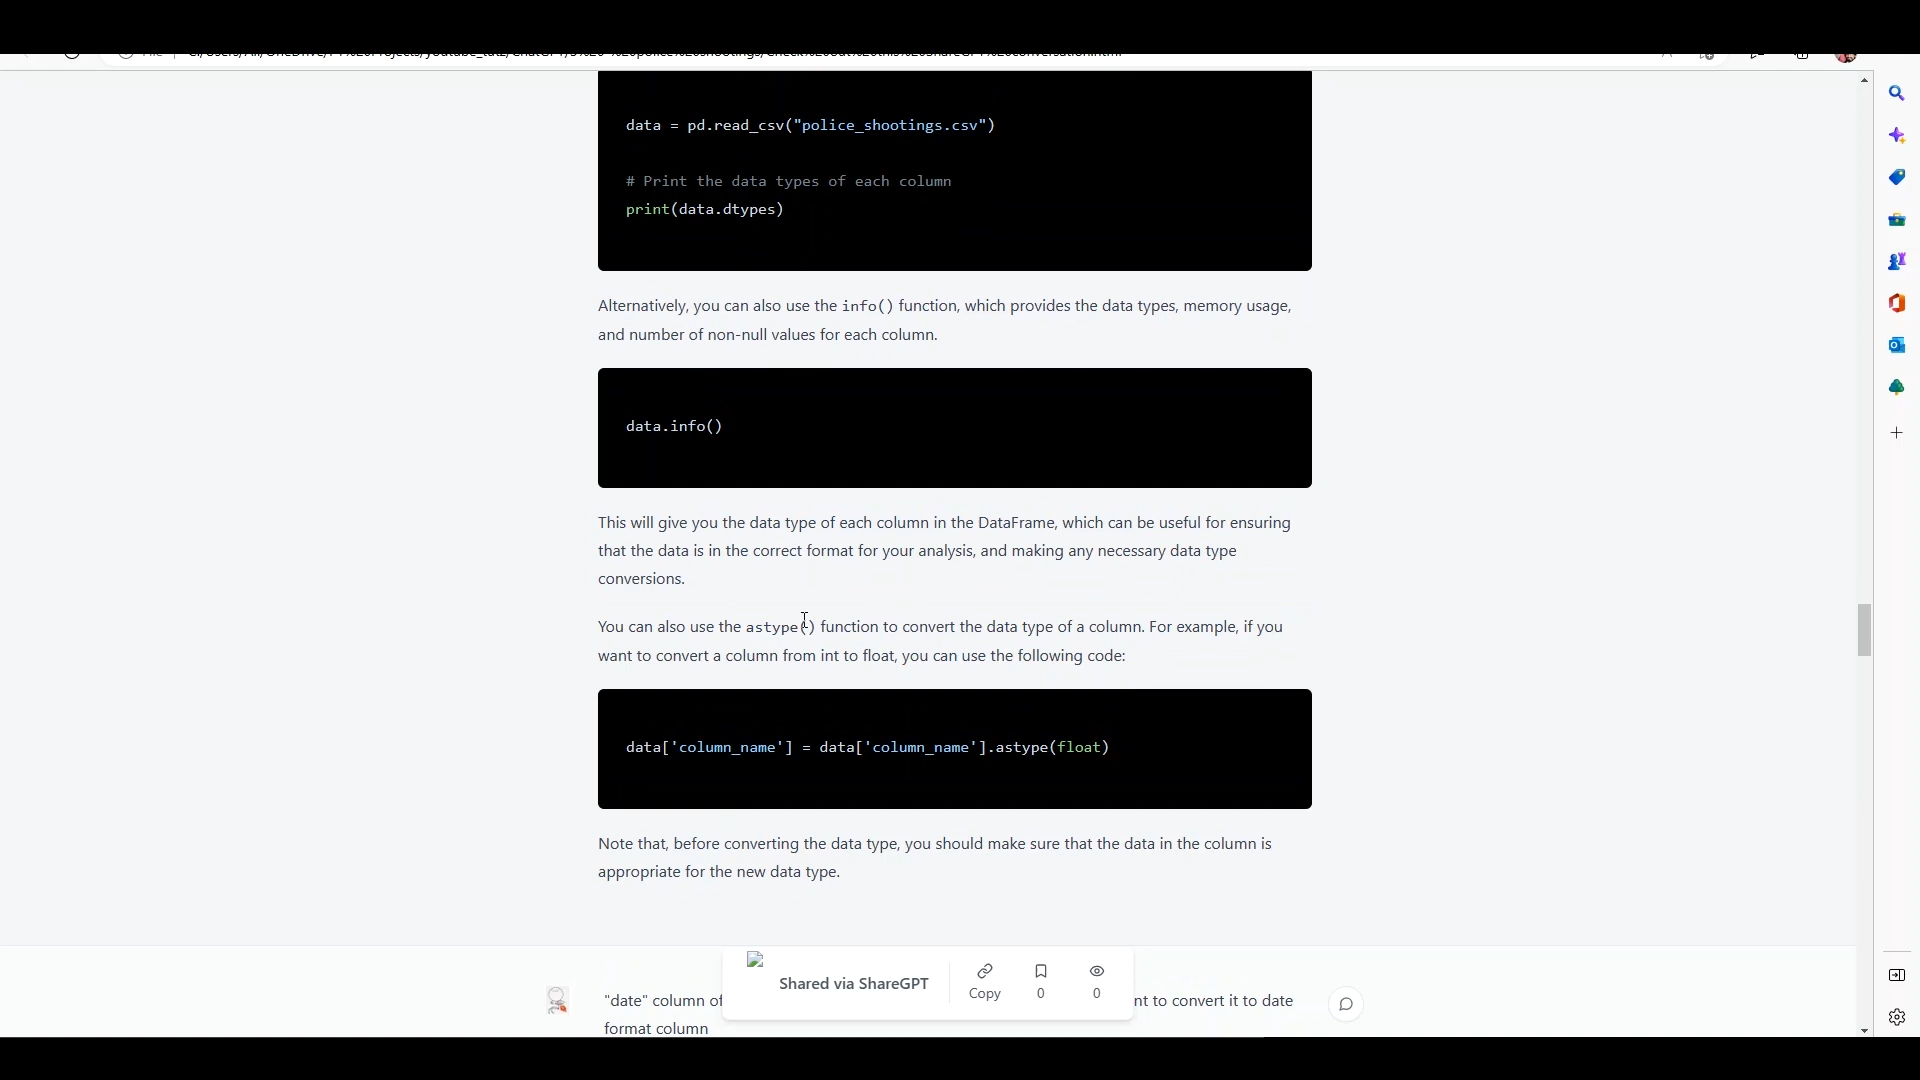 data = pd.read_csv("police_shootings.csv")
# Print the data types of each column
print(data.dtypes)
Alternatively, you can also use the info() function, which provides the data types, memory usage,
and number of non-null values for each column.
data.info()
This will give you the data type of each column in the DataFrame, which can be useful for ensuring
that the data is in the correct format for your analysis, and making any necessary data type
conversions.
You can also use the astype() function to convert the data type of a column. For example, if you
want to convert a column from int to float, you can use the following code:
data['column_name'] = data['column_name'].astype(float)
Note that, before converting the data type, you should make sure that the data in the column is
appropriate for the new data type.
"date" column of
nt to convert it to date
format column
Shared via ShareGPT
Copy
0
0